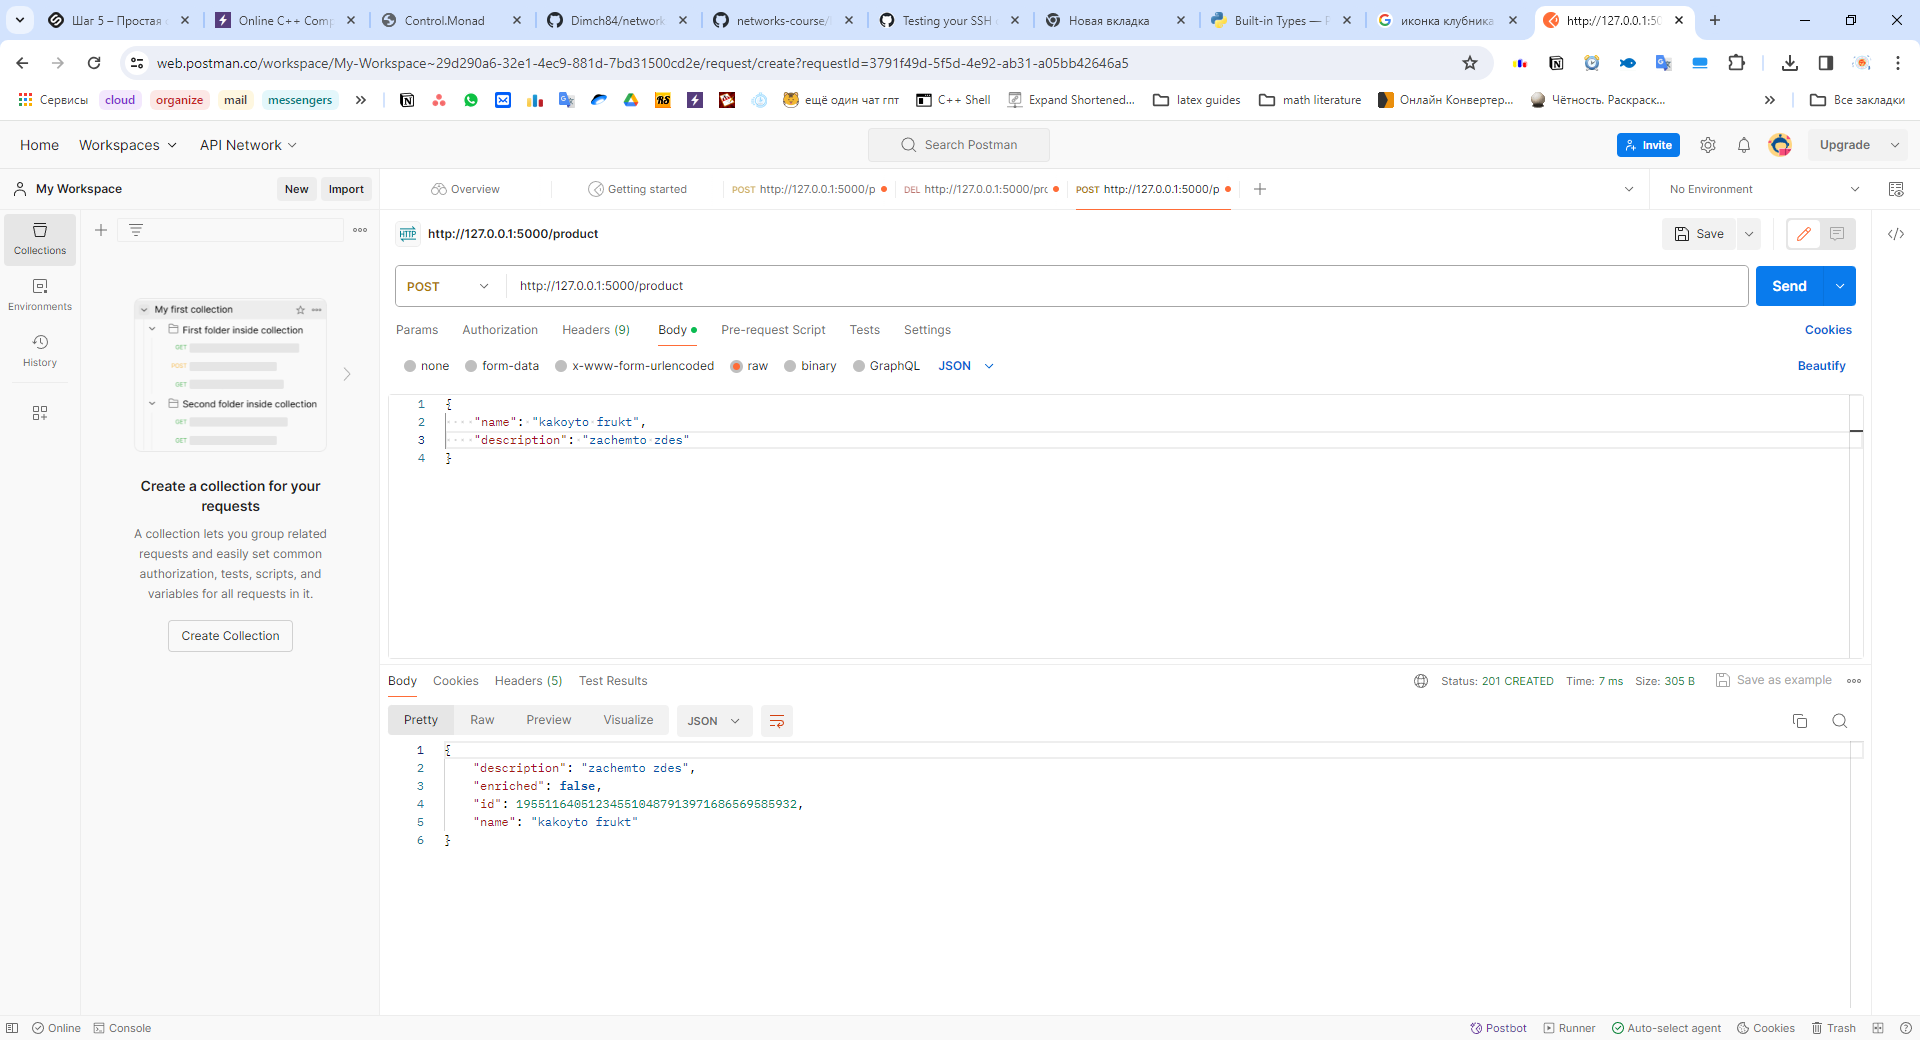 Шаг 5 – Простая
Online C++ Comp
Control.Monad
Dimch84/network
networks-course/
Testing your SSH
Новая вкладка
Built-in Types —
иконка клубника
http://127.0.0.1:50
web.postman.co/workspace/My-Workspace~29d290a6-32e1-4ec9-881d-7bd31500cd2e/request/create?requestId=3791f49d-5f5d-4e92-ab31-a05bb42646a5
Сервисы cloud organize mail messengers ещё один чат гпт C++ Shell Expand Shortened... latex guides math literature Онлайн Конвертер... Чётность. Раскраск... Все закладки
Home Workspaces API Network Search Postman Invite Upgrade
My Workspace New Import Overview Getting started POST http://127.0.0.1:5000/p DEL http://127.0.0.1:5000/prc POST http://127.0.0.1:5000/p No Environment
Collections
Environments
History
My first collection
First folder inside collection
GET
POST
GET
Second folder inside collection
GET
GET
Create a collection for your
requests
A collection lets you group related
requests and easily set common
authorization, tests, scripts, and
variables for all requests in it.
Create Collection
HTTP http://127.0.0.1:5000/product Save
POST http://127.0.0.1:5000/product Send
Params Authorization Headers (9) Body Pre-request Script Tests Settings Cookies
none form-data x-www-form-urlencoded raw binary GraphQL JSON Beautify
1 {
2 "name": "kakoyto frukt",
3 "description": "zachemto zdes"
4 }
Body Cookies Headers (5) Test Results Status: 201 CREATED Time: 7 ms Size: 305 B Save as example
Pretty Raw Preview Visualize JSON
1 {
2 "description": "zachemto zdes",
3 "enriched": false,
4 "id": 195511640512345510487913971686569585932,
5 "name": "kakoyto frukt"
6 }
Online Console Postbot Runner Auto-select agent Cookies Trash